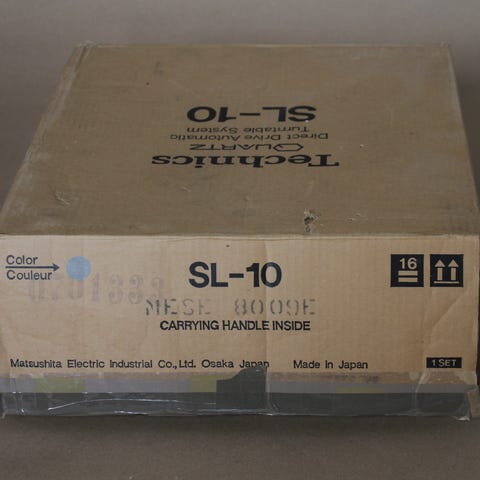 Technics
QUARTZ
Direct Drive Automatic
Turntable System
SL-10
Color
Couleur
SL-10
16
CARRYING HANDLE INSIDE
Matsushita Electric Industrial Co., Ltd. Osaka Japan
Made in Japan
1 SET